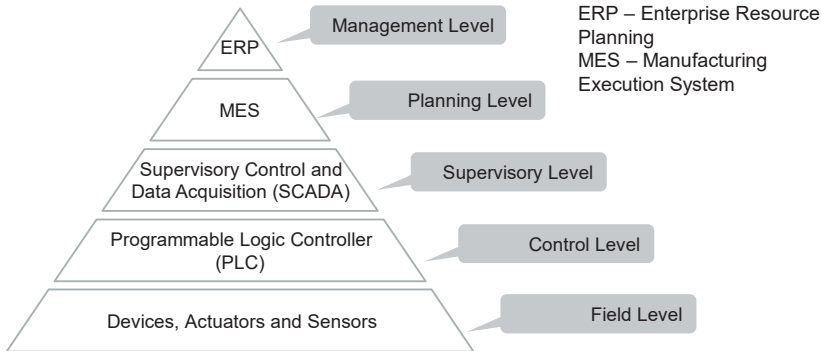 ERP
Management Level
ERP – Enterprise Resource
Planning
MES – Manufacturing
Execution System
MES
Planning Level
Supervisory Control and
Data Acquisition (SCADA)
Supervisory Level
Programmable Logic Controller
(PLC)
Control Level
Devices, Actuators and Sensors
Field Level